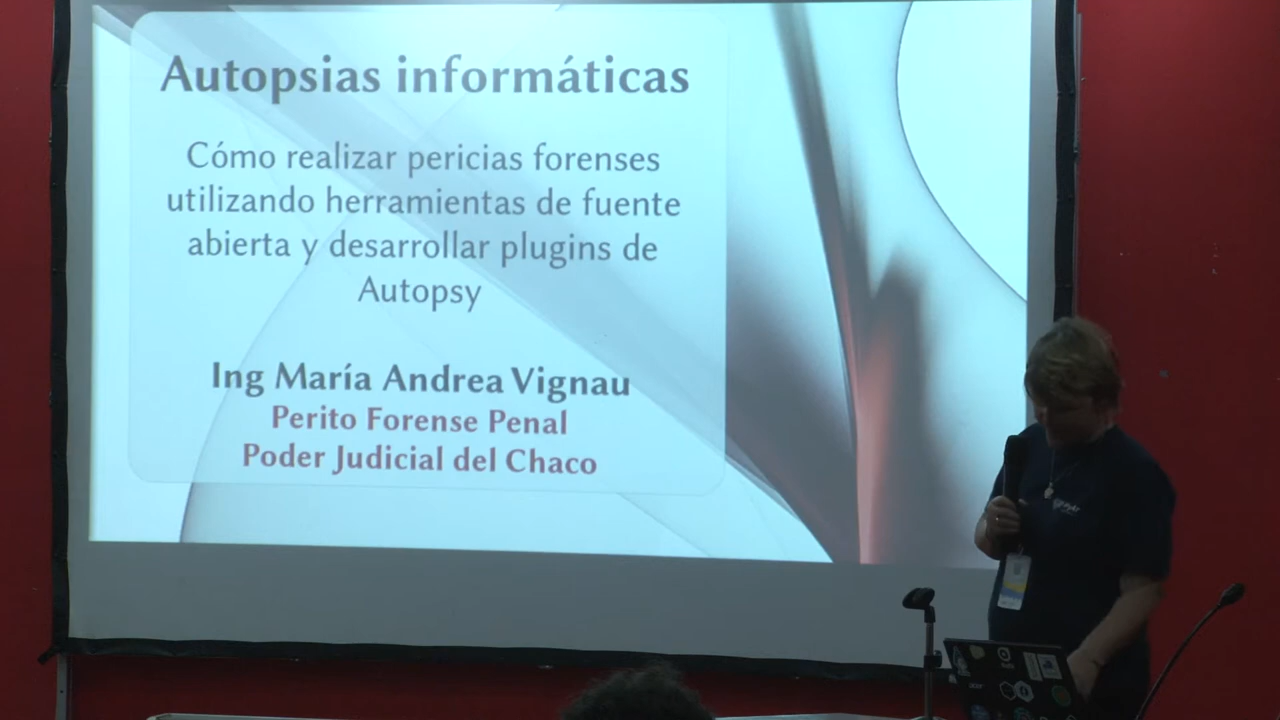 Autopsias informáticas
Cómo realizar pericias forenses
utilizando herramientas de fuente
abierta y desarrollar plugins de
Autopsy
Ing María Andrea Vignau
Perito Forense Penal
Poder Judicial del Chaco